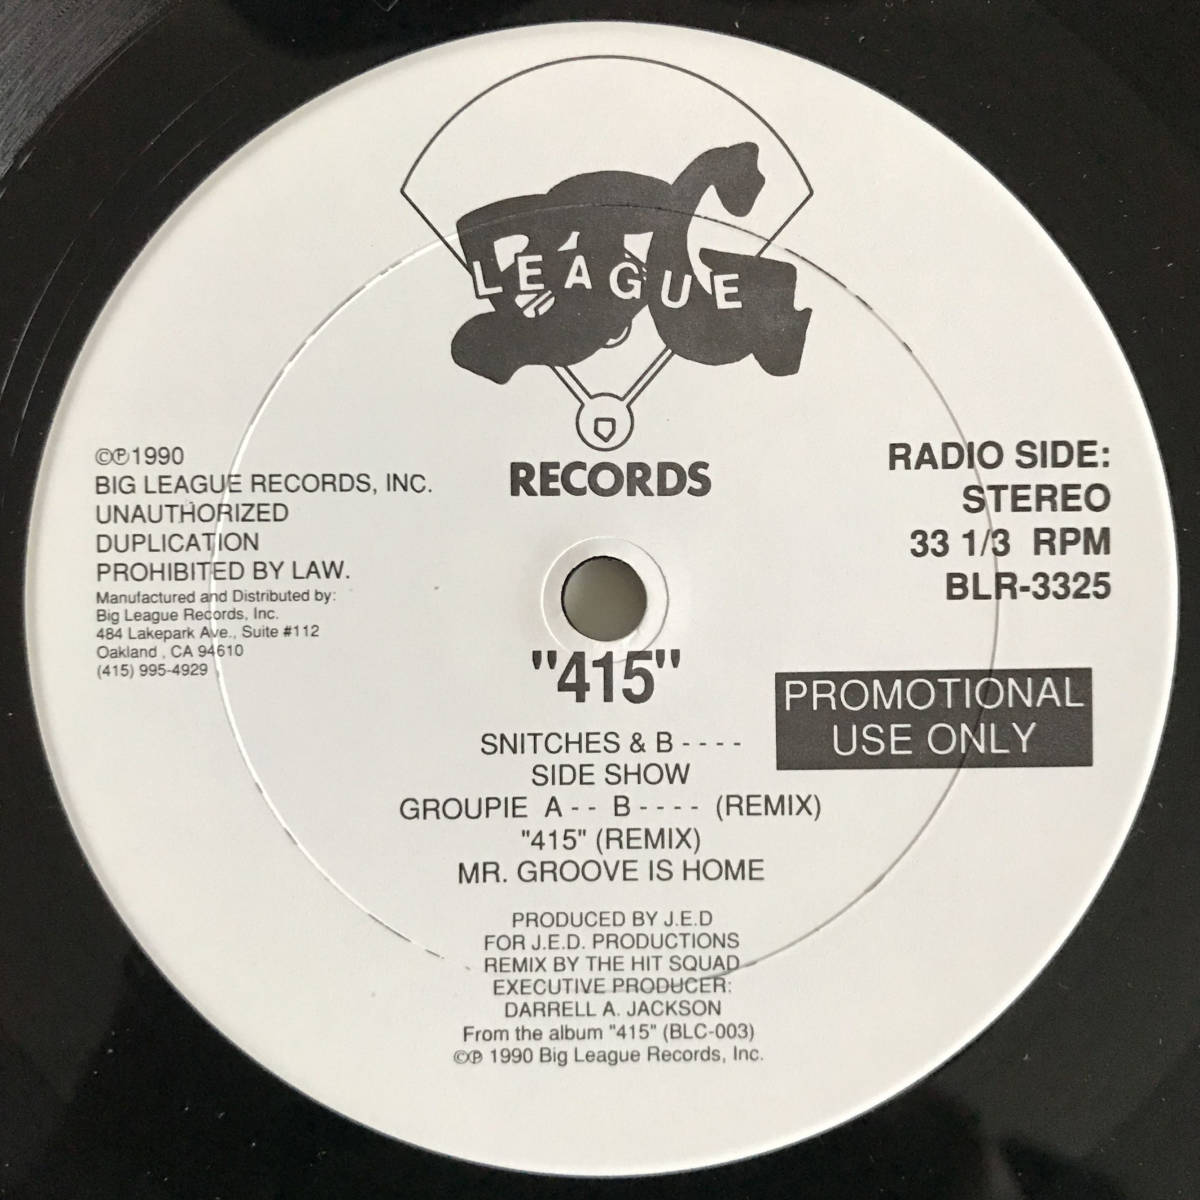 BIG
LEAGUE
RECORDS
©℗1990
BIG LEAGUE RECORDS, INC.
UNAUTHORIZED
DUPLICATION
PROHIBITED BY LAW.
Manufactured and Distributed by:
Big League Records, Inc.
484 Lakepark Ave., Suite #112
Oakland , CA 94610
(415) 995-4929
RADIO SIDE:
STEREO
33 1/3 RPM
BLR-3325
PROMOTIONAL
USE ONLY
"415"
SNITCHES & B - - - -
SIDE SHOW
GROUPIE A - - B - - - - (REMIX)
"415" (REMIX)
MR. GROOVE IS HOME
PRODUCED BY J.E.D
FOR J.E.D. PRODUCTIONS
REMIX BY THE HIT SQUAD
EXECUTIVE PRODUCER:
DARRELL A. JACKSON
From the album "415" (BLC-003)
©℗ 1990 Big League Records, Inc.